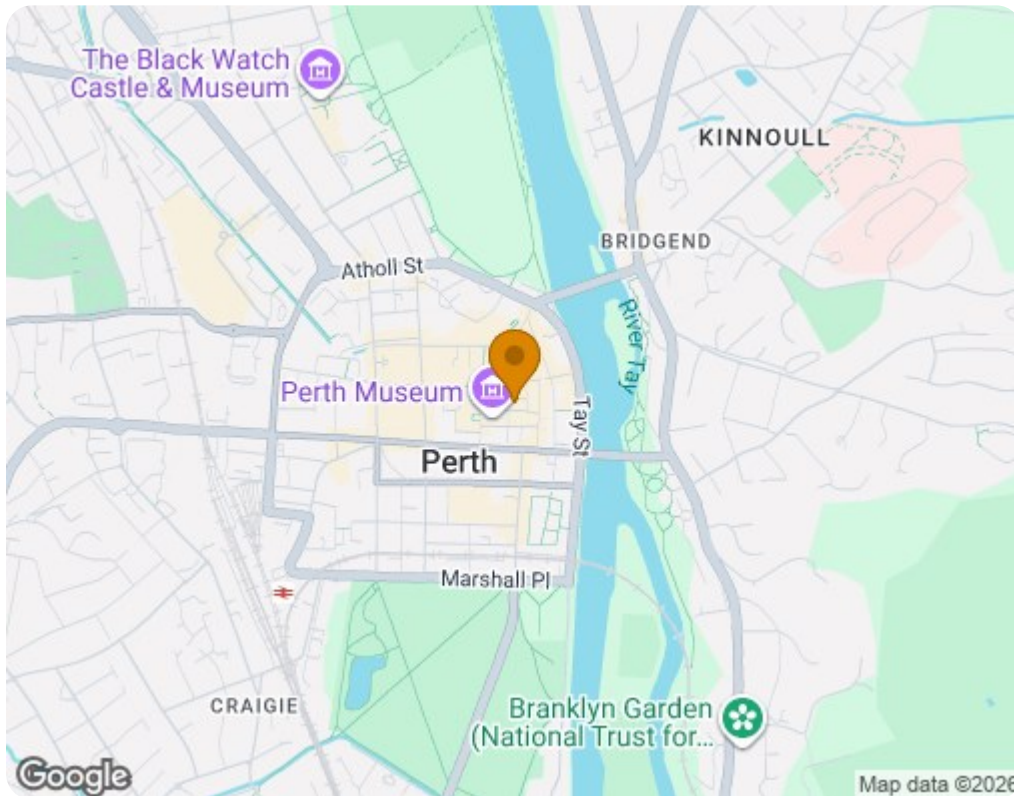 The Black Watch
Castle & Museum
KINNOULL
BRIDGEND
Atholl St
River Tay
Perth Museum
Tay St
Perth
Marshall Pl
CRAIGIE
Branklyn Garden
(National Trust for...
Google
Map data ©2026